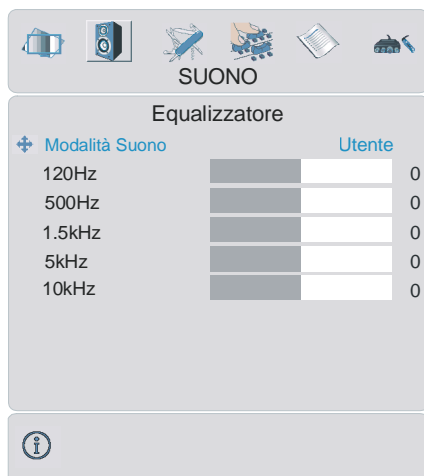 SUONO
Equalizzatore
Modalità Suono Utente
120Hz 0
500Hz 0
1.5kHz 0
5kHz 0
10kHz 0